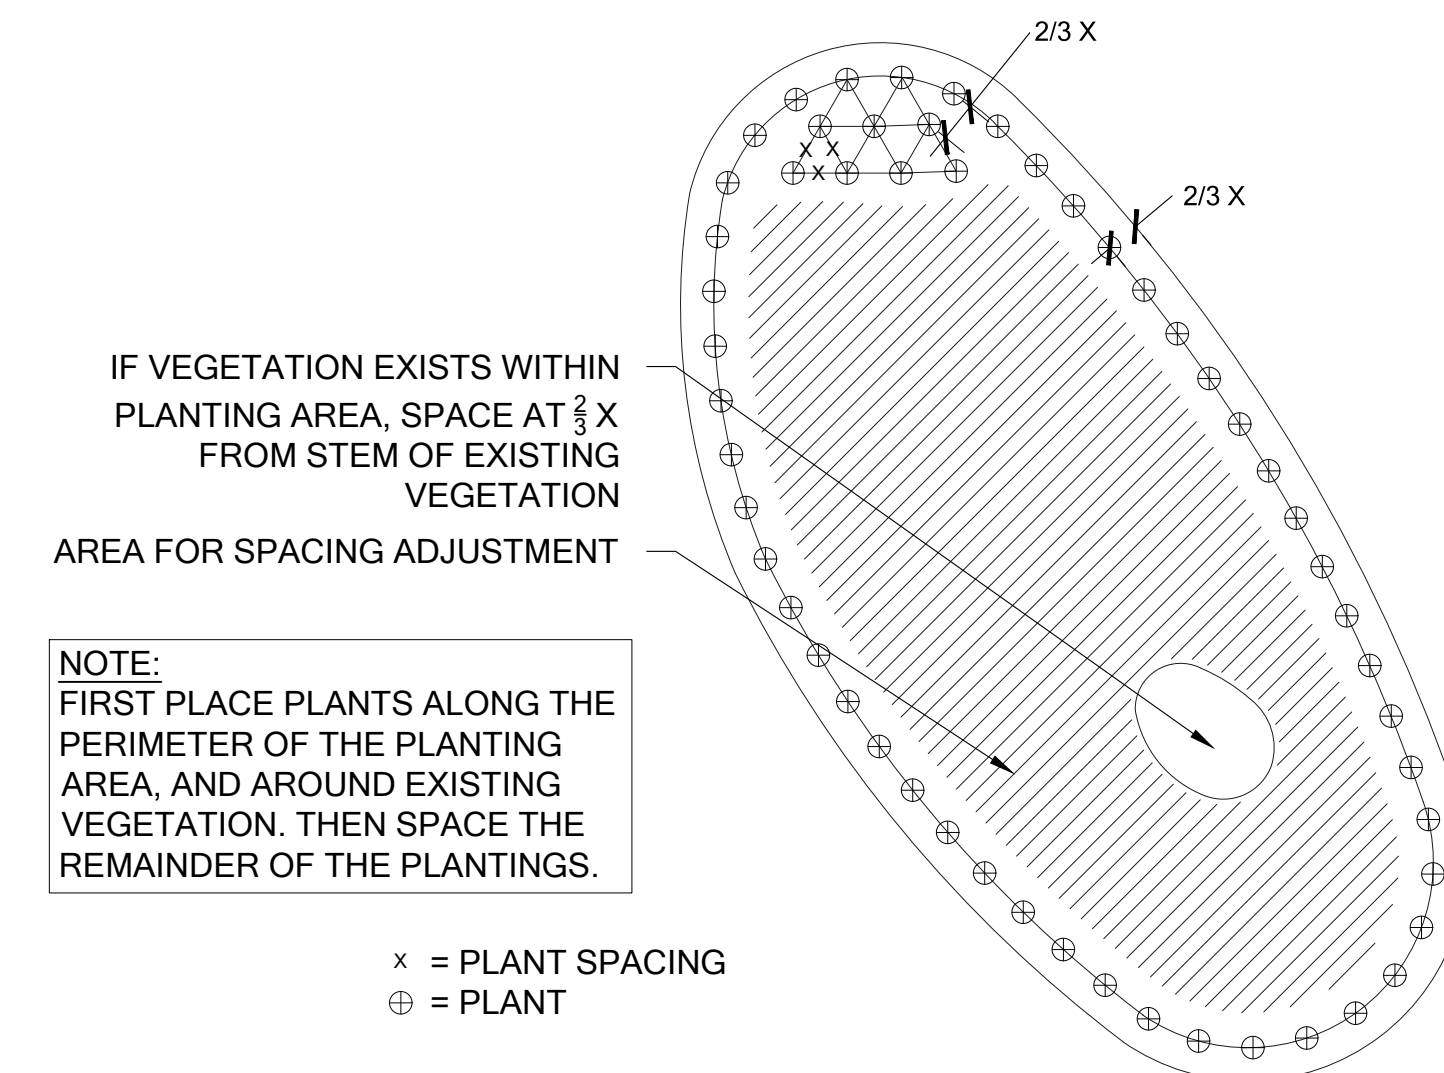 2/3 X
2/3 X
IF VEGETATION EXISTS WITHIN
PLANTING AREA, SPACE AT 2/3 X
FROM STEM OF EXISTING
VEGETATION
AREA FOR SPACING ADJUSTMENT
NOTE:
FIRST PLACE PLANTS ALONG THE
PERIMETER OF THE PLANTING
AREA, AND AROUND EXISTING
VEGETATION. THEN SPACE THE
REMAINDER OF THE PLANTINGS.
x = PLANT SPACING
= PLANT
x x
x